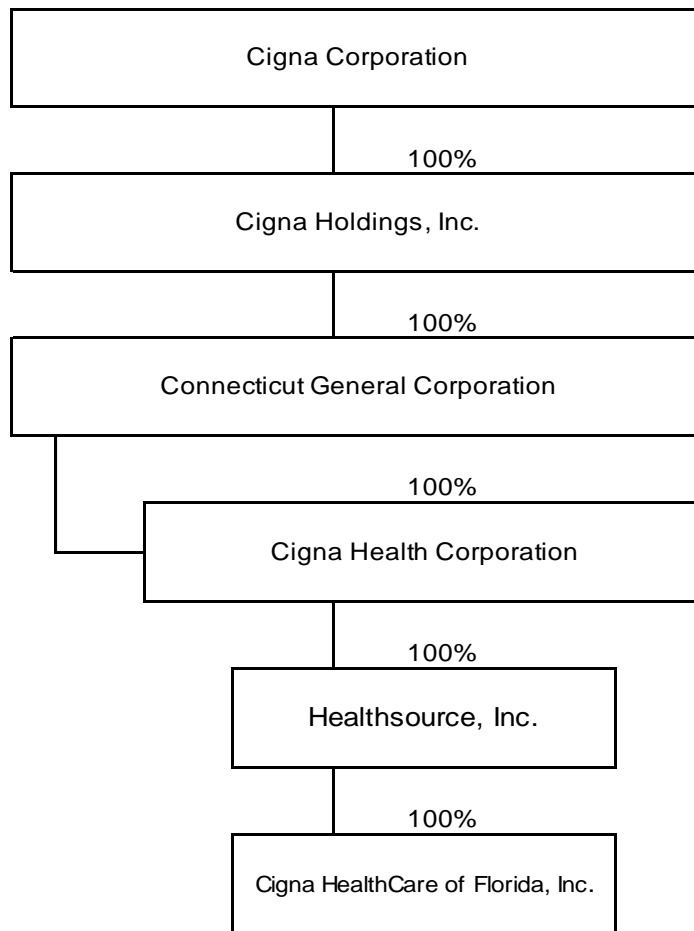 Cigna Corporation
100%
Cigna Holdings, Inc.
100%
Connecticut General Corporation
100%
Cigna Health Corporation
100%
Healthsource, Inc.
100%
Cigna HealthCare of Florida, Inc.